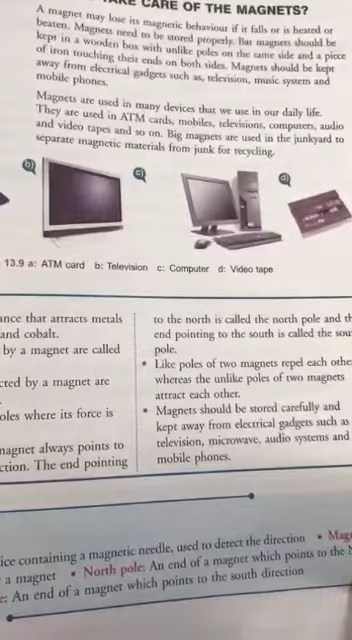 TAKE CARE OF THE MAGNETS?
A magnet may lose its magnetic behaviour if it falls or is heated or
beaten. Magnets need to be stored properly. Bar magnets should be
kept in a wooden box with unlike poles on the same side and a piece
of iron touching their ends on both sides. Magnets should be kept
away from electrical gadgets such as, television, music system and
mobile phones.
Magnets are used in many devices that we use in our daily life.
They are used in ATM cards, mobiles, televisions, computers, audio
and video tapes and so on. Big magnets are used in the junkyard to
separate magnetic materials from junk for recycling.
b)
c)
d)
13.9 a: ATM card b: Television c: Computer d: Video tape
ance that attracts metals
and cobalt.
by a magnet are called
cted by a magnet are
oles where its force is
magnet always points to
ction. The end pointing
to the north is called the north pole and th
end pointing to the south is called the sou
pole.
• Like poles of two magnets repel each othe
whereas the unlike poles of two magnets
attract each other.
• Magnets should be stored carefully and
kept away from electrical gadgets such as
television, microwave, audio systems and
mobile phones.
ice containing a magnetic needle, used to detect the direction • Magn
a magnet • North pole: An end of a magnet which points to the N
e: An end of a magnet which points to the south direction